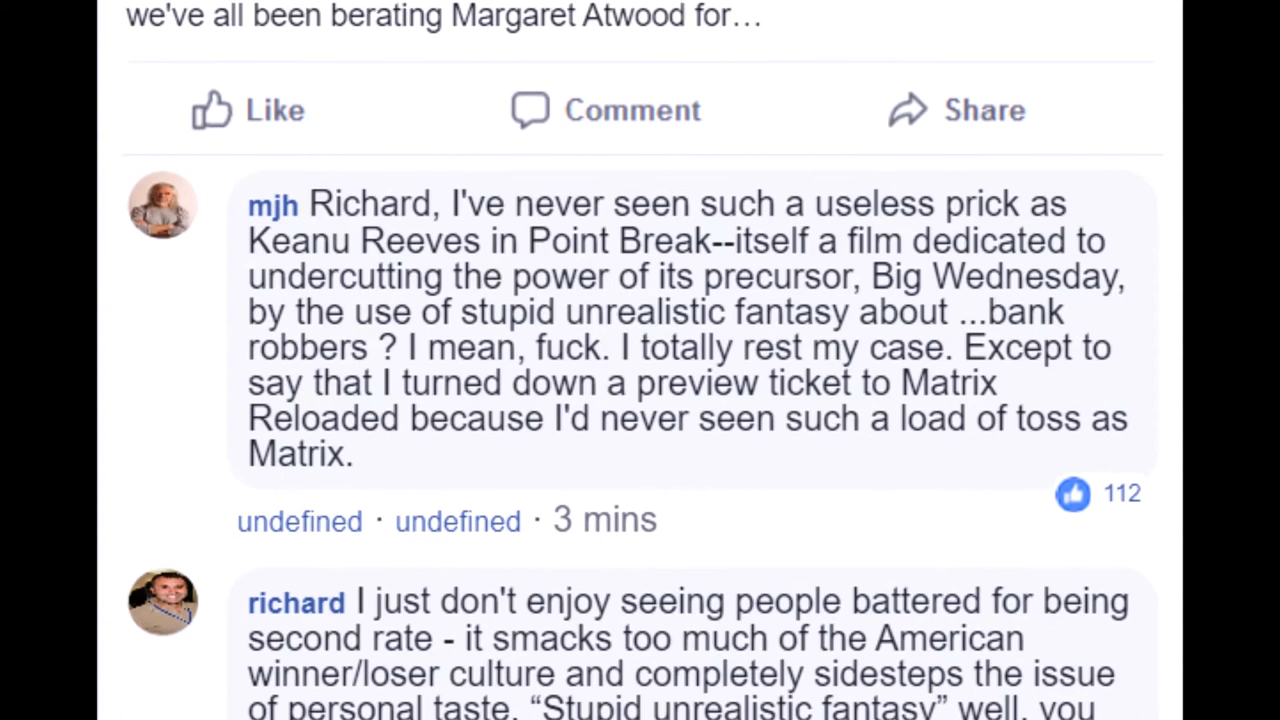 we've all been berating Margaret Atwood for…
Like Comment Share
mjh Richard, I've never seen such a useless prick as
Keanu Reeves in Point Break--itself a film dedicated to
undercutting the power of its precursor, Big Wednesday,
by the use of stupid unrealistic fantasy about ...bank
robbers ? I mean, fuck. I totally rest my case. Except to
say that I turned down a preview ticket to Matrix
Reloaded because I'd never seen such a load of toss as
Matrix.
112
undefined · undefined · 3 mins
richard I just don't enjoy seeing people battered for being
second rate - it smacks too much of the American
winner/loser culture and completely sidesteps the issue
of personal taste. “Stupid unrealistic fantasy” well, you